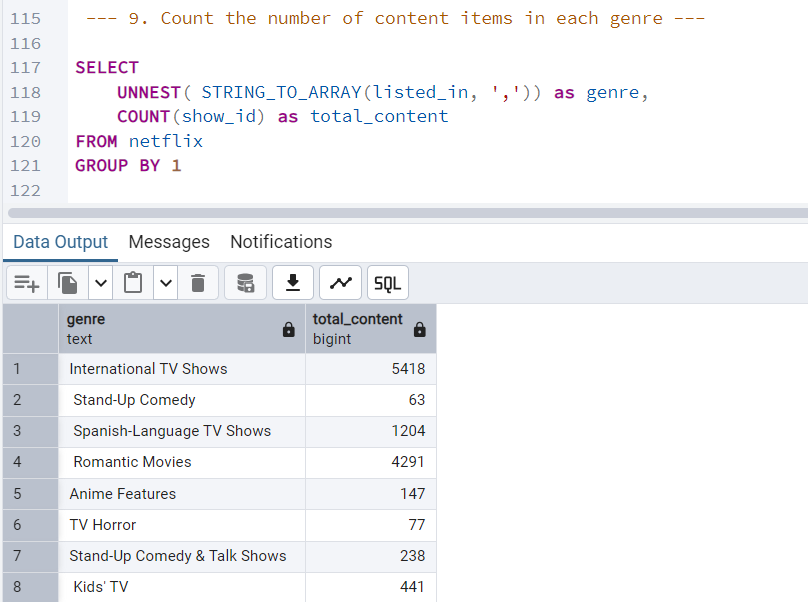 115 --- 9. Count the number of content items in each genre ---
116
117 SELECT
118 UNNEST( STRING_TO_ARRAY(listed_in, ',')) as genre,
119 COUNT(show_id) as total_content
120 FROM netflix
121 GROUP BY 1
122
Data Output Messages Notifications
SQL
genre total_content
text bigint
1 International TV Shows 5418
2 Stand-Up Comedy 63
3 Spanish-Language TV Shows 1204
4 Romantic Movies 4291
5 Anime Features 147
6 TV Horror 77
7 Stand-Up Comedy & Talk Shows 238
8 Kids' TV 441